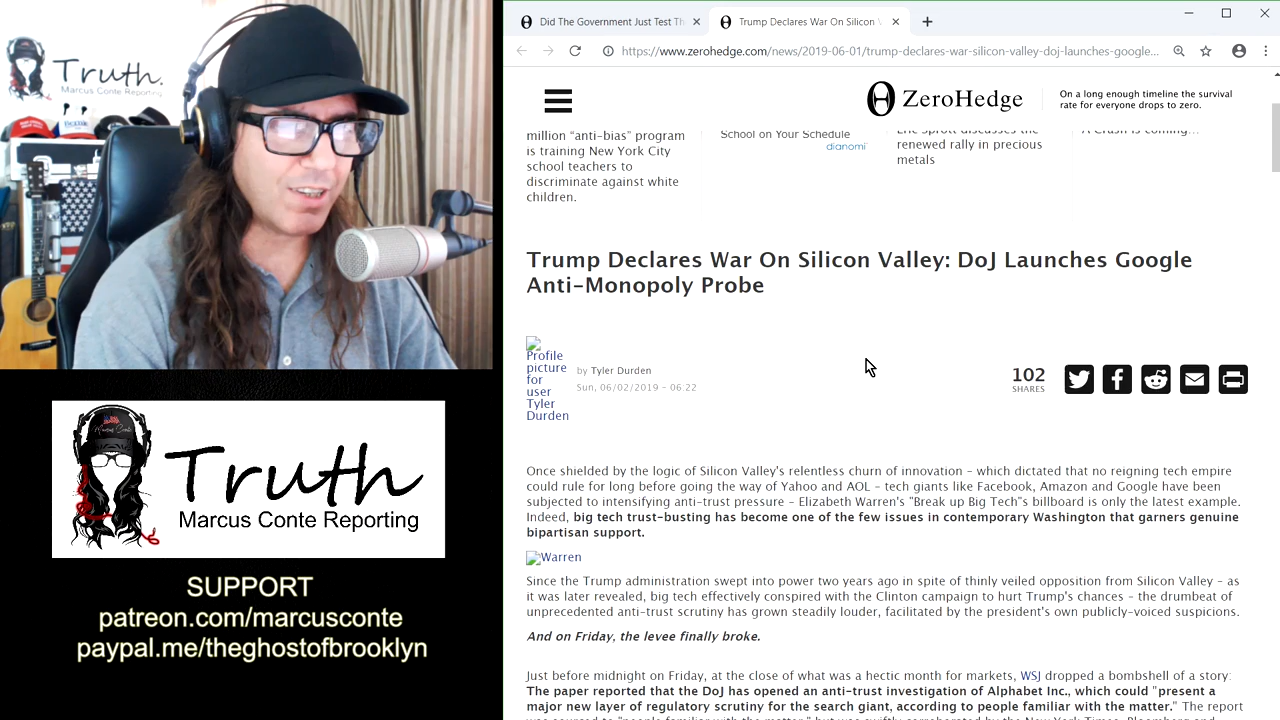 Truth.
Marcus Conte Reporting
Truth
Marcus Conte Reporting
SUPPORT
patreon.com/marcusconte
paypal.me/theghostofbrooklyn
Did The Government Just Test Th
Trump Declares War On Silicon V
https://www.zerohedge.com/news/2019-06-01/trump-declares-war-silicon-valley-doj-launches-google...
ZeroHedge
On a long enough timeline the survival
rate for everyone drops to zero.
million “anti-bias” program
is training New York City
school teachers to
discriminate against white
children.
School on Your Schedule
dianomi
Eric Sprott discusses the
renewed rally in precious
metals
A Crash is Coming...
Trump Declares War On Silicon Valley: DoJ Launches Google
Anti-Monopoly Probe
Profile
picture
for
user
Tyler
Durden
by Tyler Durden
Sun, 06/02/2019 - 06:22
102
SHARES
Once shielded by the logic of Silicon Valley's relentless churn of innovation - which dictated that no reigning tech empire
could rule for long before going the way of Yahoo and AOL - tech giants like Facebook, Amazon and Google have been
subjected to intensifying anti-trust pressure - Elizabeth Warren's "Break up Big Tech"s billboard is only the latest example.
Indeed, big tech trust-busting has become one of the few issues in contemporary Washington that garners genuine
bipartisan support.
Warren
Since the Trump administration swept into power two years ago in spite of thinly veiled opposition from Silicon Valley - as
it was later revealed, big tech effectively conspired with the Clinton campaign to hurt Trump's chances - the drumbeat of
unprecedented anti-trust scrutiny has grown steadily louder, facilitated by the president's own publicly-voiced suspicions.
And on Friday, the levee finally broke.
Just before midnight on Friday, at the close of what was a hectic month for markets, WSJ dropped a bombshell of a story:
The paper reported that the DoJ has opened an anti-trust investigation of Alphabet Inc., which could "present a
major new layer of regulatory scrutiny for the search giant, according to people familiar with the matter." The report